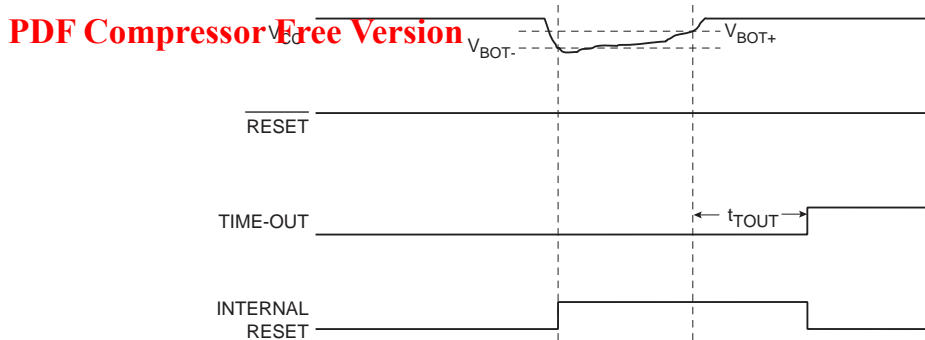 PDF Compressor Free Version
VCC
VBOT-
VBOT+
RESET
TIME-OUT
tTOUT
INTERNAL
RESET